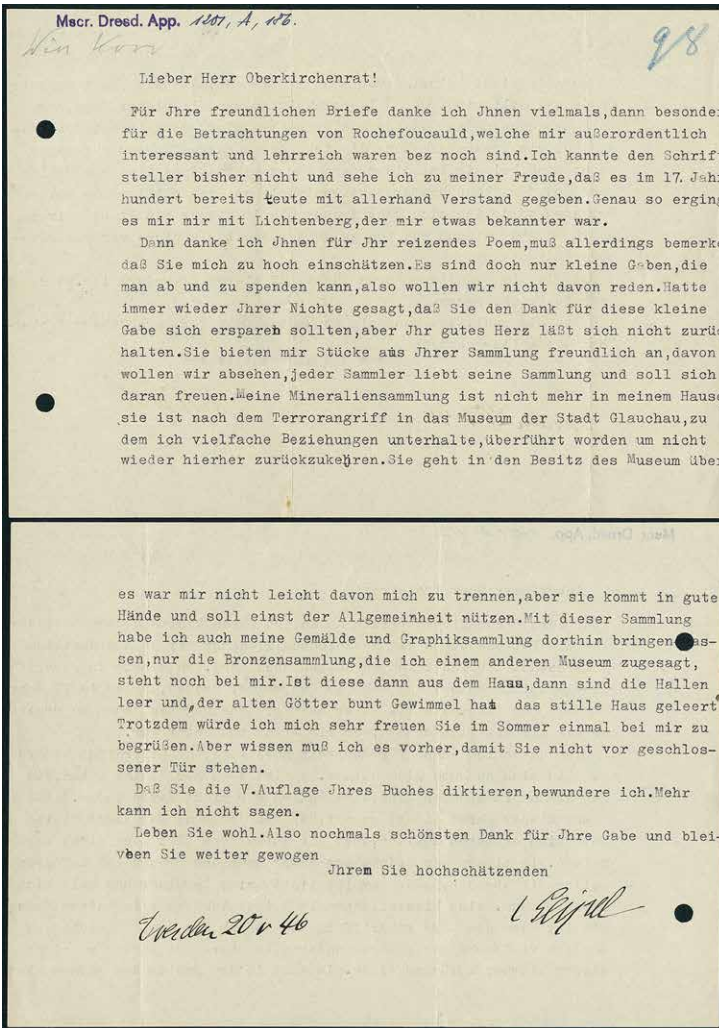 Mscr. Dresd. App. 1201, A, 186.
98
Lieber Herr Oberkirchenrat!
Für Jhre freundlichen Briefe danke ich Jhnen vielmals,dann besonder
für die Betrachtungen von Rochefoucauld,welche mir außerordentlich
interessant und lehrreich waren bez noch sind.Ich kannte den Schrif
steller bisher nicht und sehe ich zu meiner Freude,daß es im 17. Jahr
hundert bereits Leute mit allerhand Verstand gegeben.Genau so erging
es mir mir mit Lichtenberg,der mir etwas bekannter war.
Dann danke ich Jhnen für Jhr reizendes Poem,muß allerdings bemerke
daß Sie mich zu hoch einschätzen.Es sind doch nur kleine Gaben,die
man ab und zu spenden kann,also wollen wir nicht davon reden.Hatte
immer wieder Jhrer Nichte gesagt,daß Sie den Dank für diese kleine
Gabe sich ersparen sollten,aber Jhr gutes Herz läßt sich nicht zurüc
halten.Sie bieten mir Stücke aus Jhrer Sammlung freundlich an,davon
wollen wir absehen,jeder Sammler liebt seine Sammlung und soll sich
daran freuen.Meine Mineraliensammlung ist nicht mehr in meinem Hause
sie ist nach dem Terrorangriff in das Museum der Stadt Glauchau,zu
dem ich vielfache Beziehungen unterhalte,überführt worden um nicht
wieder hierher zurückzukehren.Sie geht in den Besitz des Museum über
es war mir nicht leicht davon mich zu trennen,aber sie kommt in gute
Hände und soll einst der Allgemeinheit nützen.Mit dieser Sammlung
habe ich auch meine Gemälde und Graphiksammlung dorthin bringen as-
sen,nur die Bronzensammlung,die ich einem anderen Museum zugesagt,
steht noch bei mir.Ist diese dann aus dem Haus,dann sind die Hallen
leer und „der alten Götter bunt Gewimmel hat das stille Haus geleert"
Trotzdem würde ich mich sehr freuen Sie im Sommer einmal bei mir zu
begrüßen.Aber wissen muß ich es vorher,damit Sie nicht vor geschlos-
sener Tür stehen.
Daß Sie die V.Auflage Jhres Buches diktieren,bewundere ich.Mehr
kann ich nicht sagen.
Leben Sie wohl.Also nochmals schönsten Dank für Jhre Gabe und blei-
ben Sie weiter gewogen
Jhrem Sie hochschätzenden
20 v 46